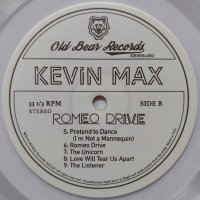 Old Bear Records
REISSUED
KEViN MAX
33 1/3 RPM
STEREO
SIDE B
ROMEO DRIVE
5. Pretend to Dance
(I'm Not a Mannequin)
6. Romeo Drive
7. The Unicorn
8. Love Will Tear Us Apart
9. The Listener